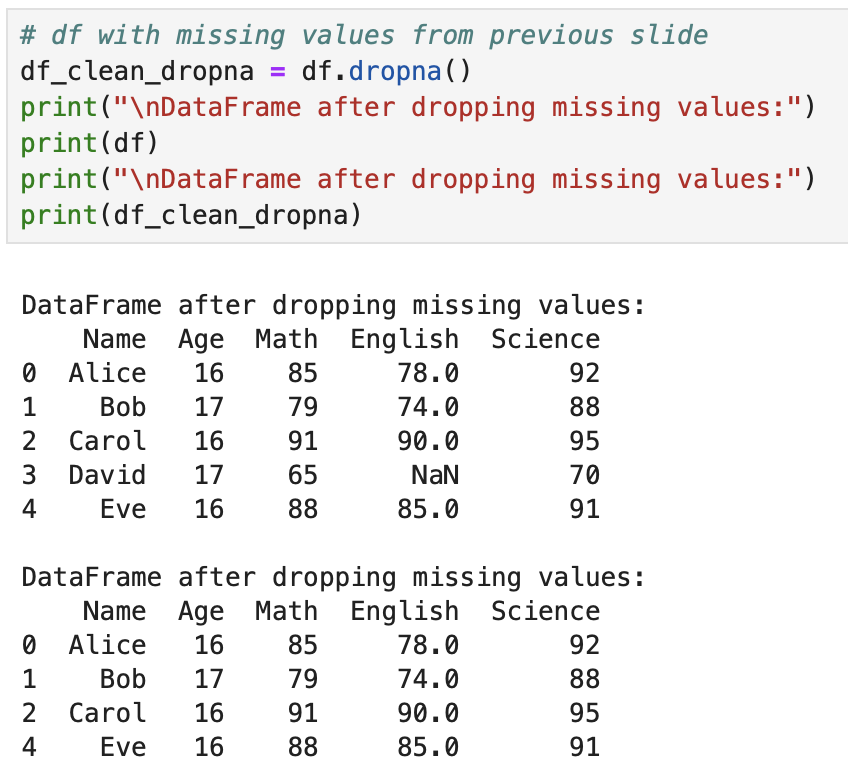 # df with missing values from previous slide
df_clean_dropna = df.dropna()
print("\nDataFrame after dropping missing values:")
print(df)
print("\nDataFrame after dropping missing values:")
print(df_clean_dropna)
DataFrame after dropping missing values:
    Name  Age  Math  English  Science
0  Alice   16    85     78.0       92
1    Bob   17    79     74.0       88
2  Carol   16    91     90.0       95
3  David   17    65      NaN       70
4    Eve   16    88     85.0       91
DataFrame after dropping missing values:
    Name  Age  Math  English  Science
0  Alice   16    85     78.0       92
1    Bob   17    79     74.0       88
2  Carol   16    91     90.0       95
4    Eve   16    88     85.0       91